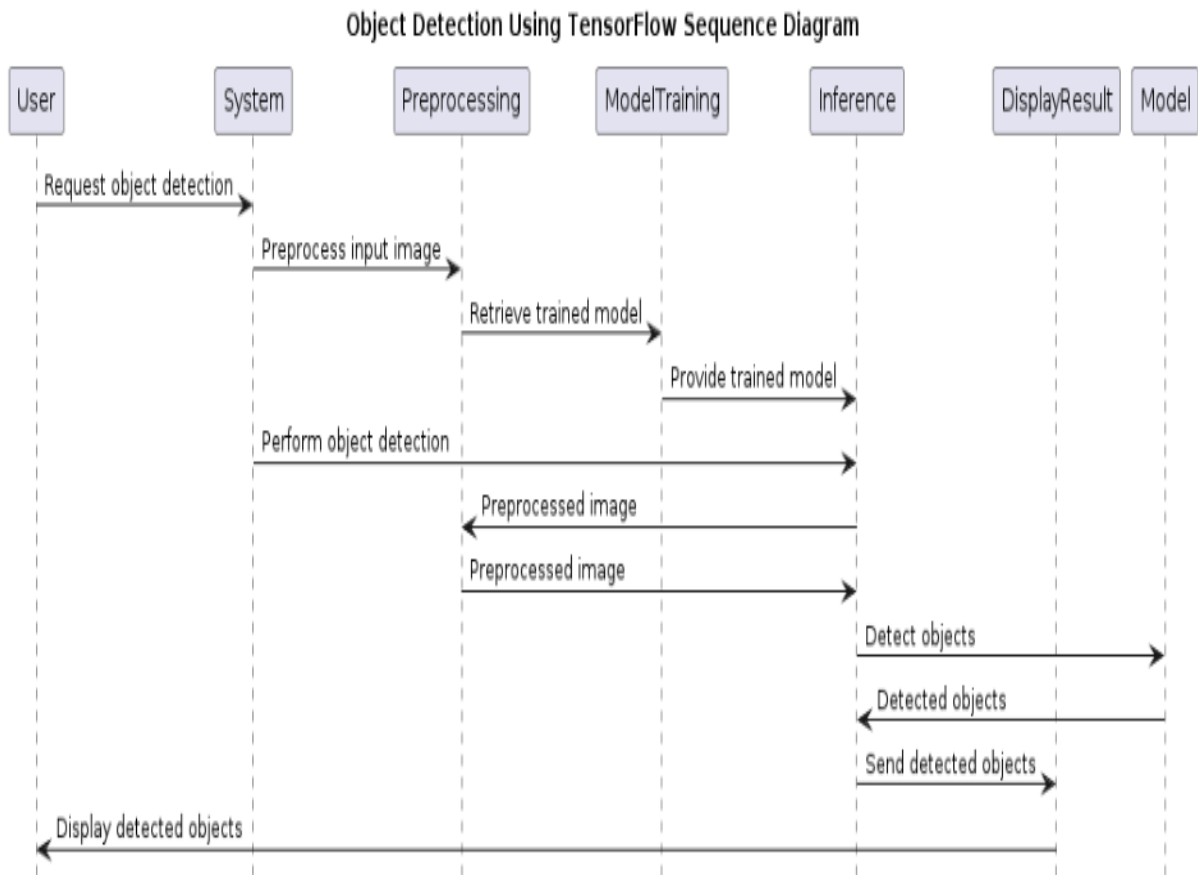 Object Detection Using TensorFlow Sequence Diagram
User System Preprocessing ModelTraining Inference DisplayResult Model
Request object detection
Preprocess input image
Retrieve trained model
Provide trained model
Perform object detection
Preprocessed image
Preprocessed image
Detect objects
Detected objects
Send detected objects
Display detected objects